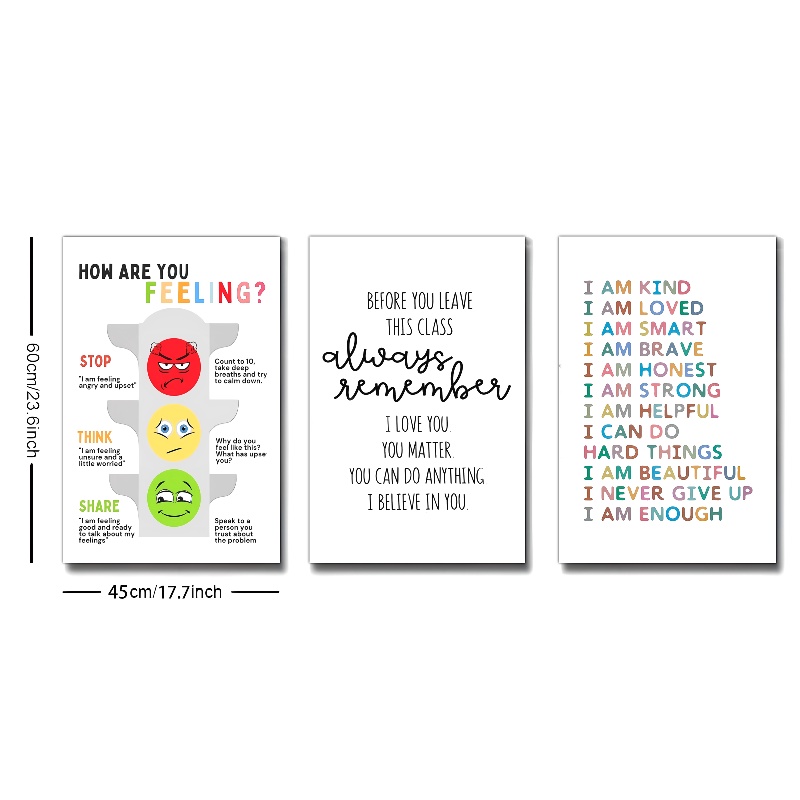 60cm/23.6inch
45cm/17.7inch
HOW ARE YOU
FEELING?
STOP
"I am feeling
angry and upset"
Count to 10,
take deep
breaths and try
to calm down.
THINK
"I am feeling
unsure and a
little worried"
Why do you
feel like this?
What has upse
you?
SHARE
"I am feeling
good and ready
to talk about my
feelings"
Speak to a
person you
trust about
the problem
BEFORE YOU LEAVE
THIS CLASS
always
remember
I LOVE YOU.
YOU MATTER.
YOU CAN DO ANYTHING
I BELIEVE IN YOU.
I AM KIND
I AM LOVED
I AM SMART
I AM BRAVE
I AM HONEST
I AM STRONG
I AM HELPFUL
I CAN DO
HARD THINGS
I AM BEAUTIFUL
I NEVER GIVE UP
I AM ENOUGH